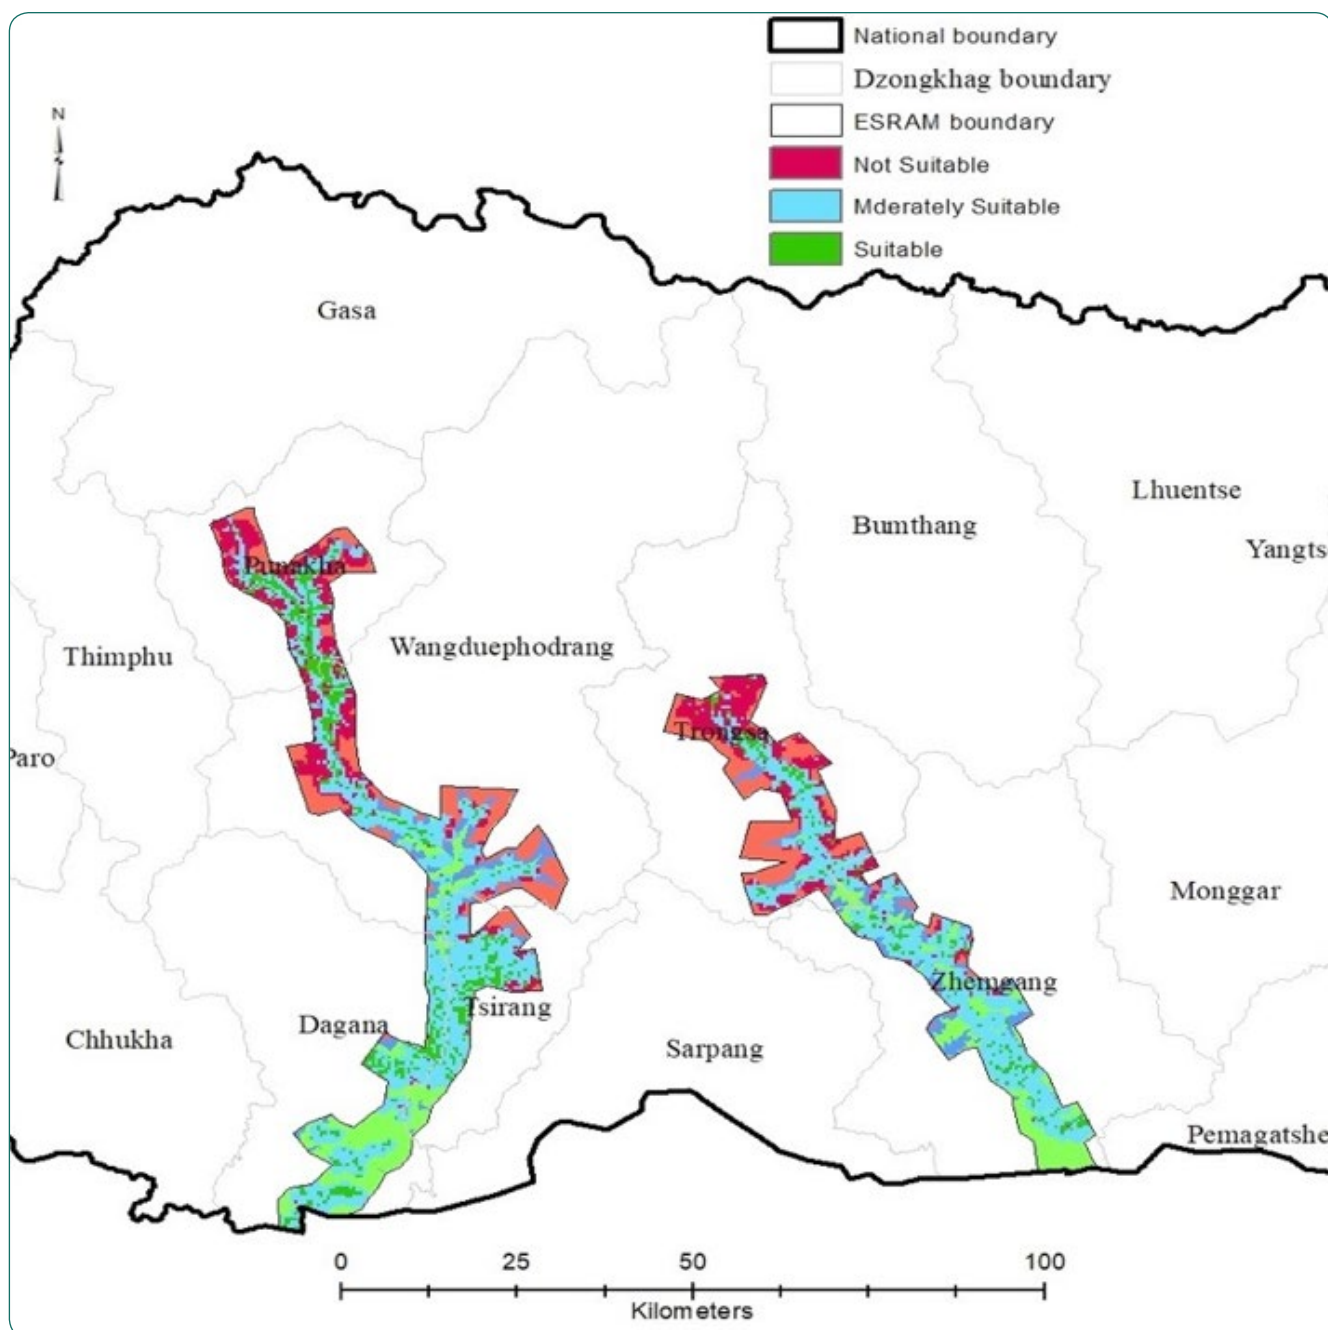 National boundary
Dzongkhag boundary
ESRAM boundary
Not Suitable
Mderately Suitable
Suitable
N
Gasa
Lhuentse
Bumthang
Yangts
Punakha
Wangduephodrang
Thimphu
Trongsa
Paro
Monggar
Zhemgang
Tsirang
Dagana
Chhukha
Sarpang
Pemagatshe
0 25 50 100
Kilometers